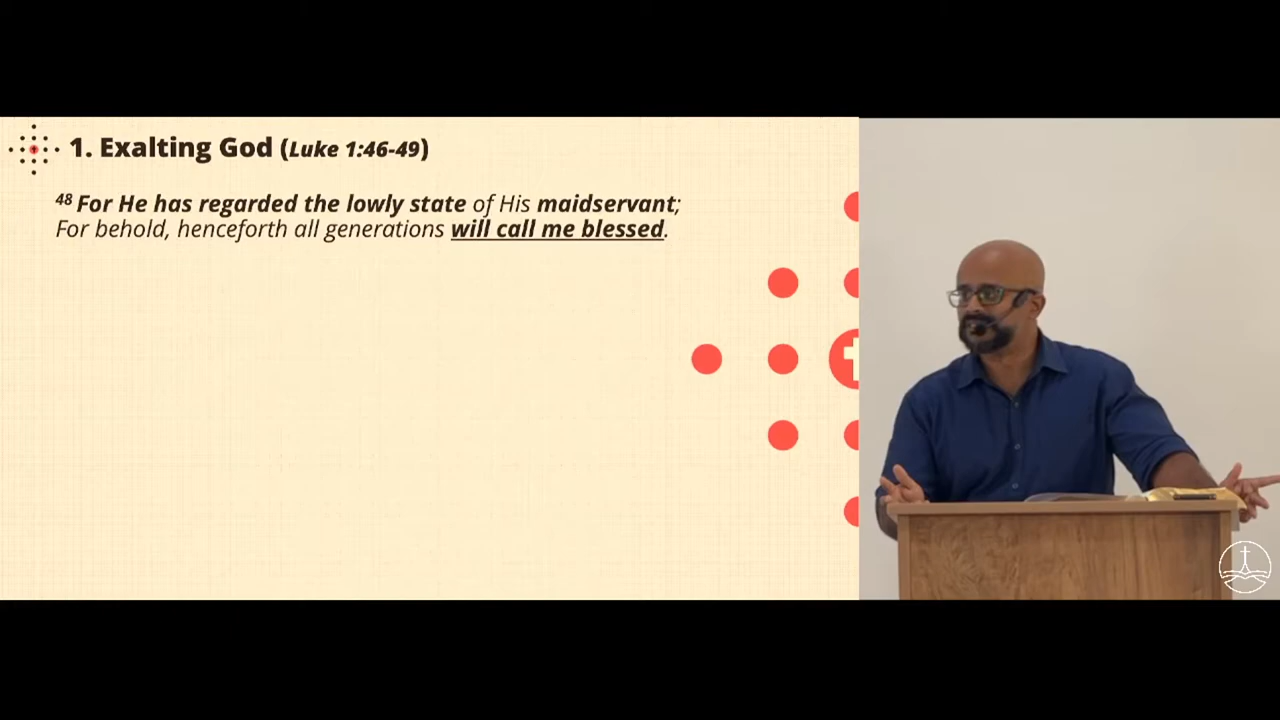 1. Exalting God (Luke 1:46-49)
48 For He has regarded the lowly state of His maidservant;
For behold, henceforth all generations will call me blessed.